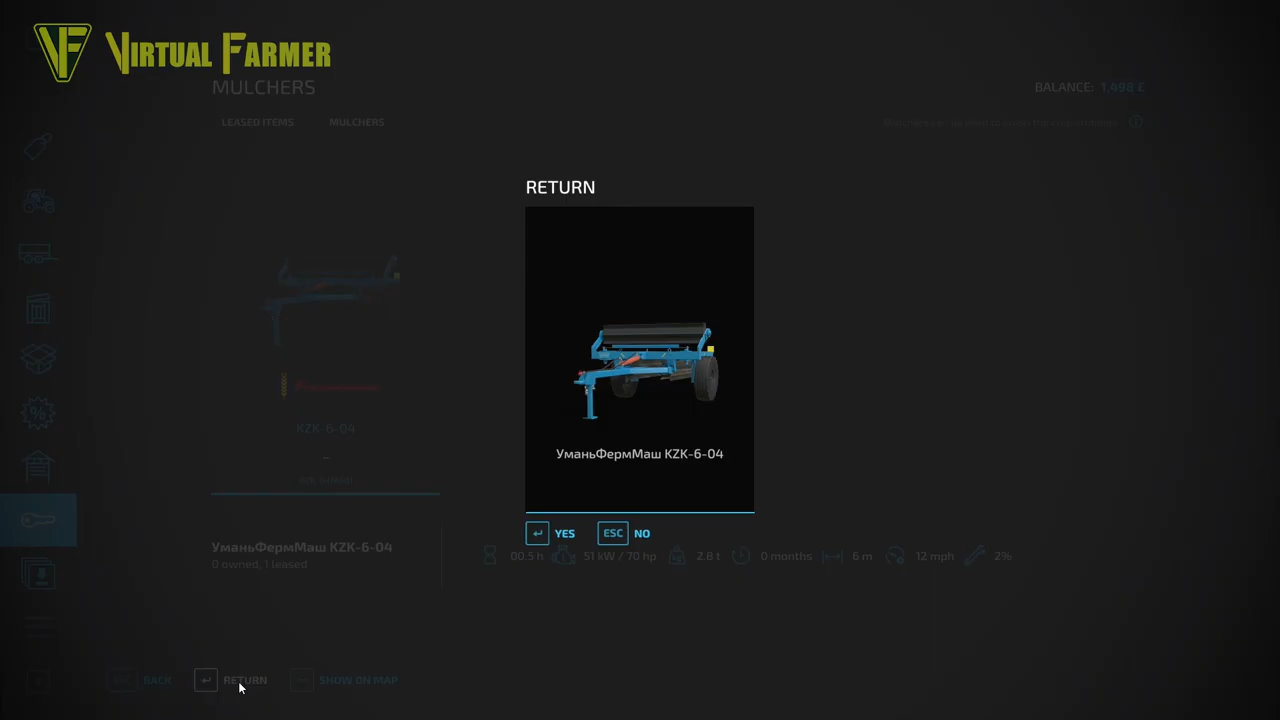 VIRTUAL FARMER
MULCHERS
BALANCE: 1,498 £
LEASED ITEMS MULCHERS
RETURN
KZK-6-04
УманьФермМаш KZK-6-04
YES ESC NO
УманьФермМаш KZK-6-04
0 owned, 1 leased
00.5 h 51 kW / 70 hp 2.8 t 0 months 6 m 12 mph 2%
BACK RETURN SHOW ON MAP